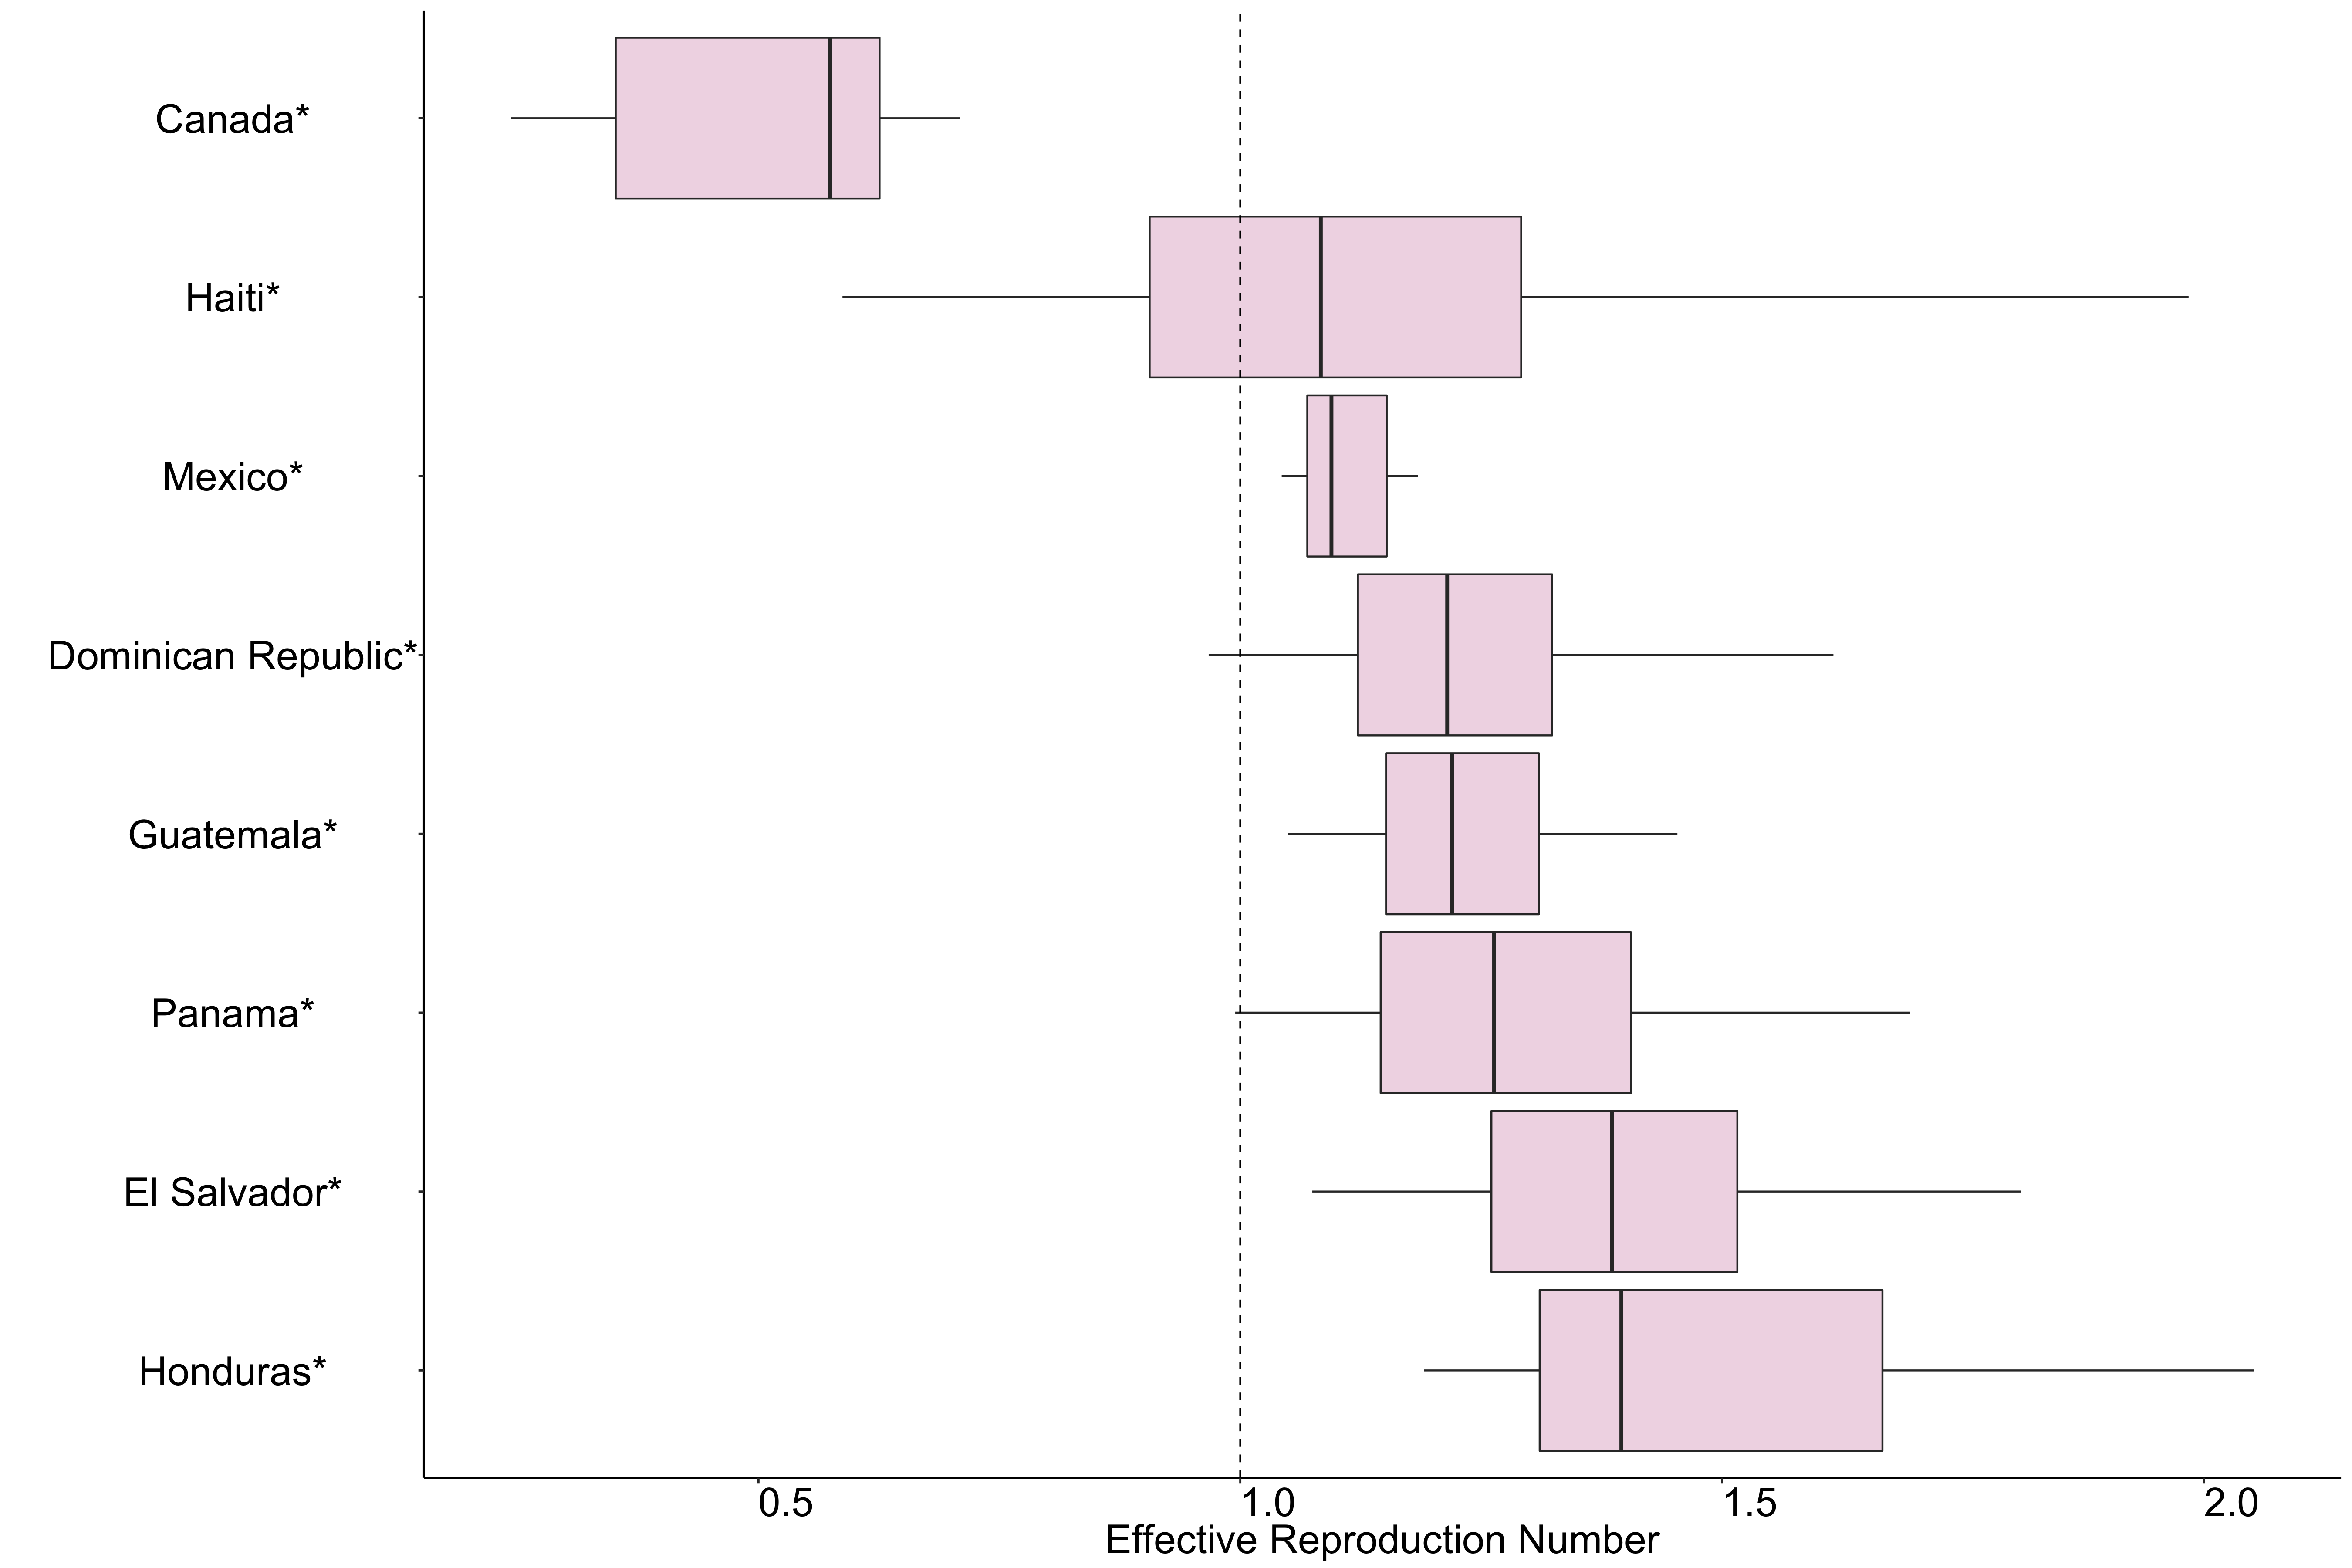 Canada*
Haiti*
Mexico*
Dominican Republic*
Guatemala*
Panama*
El Salvador*
Honduras*
0.5 1.0 1.5 2.0
Effective Reproduction Number